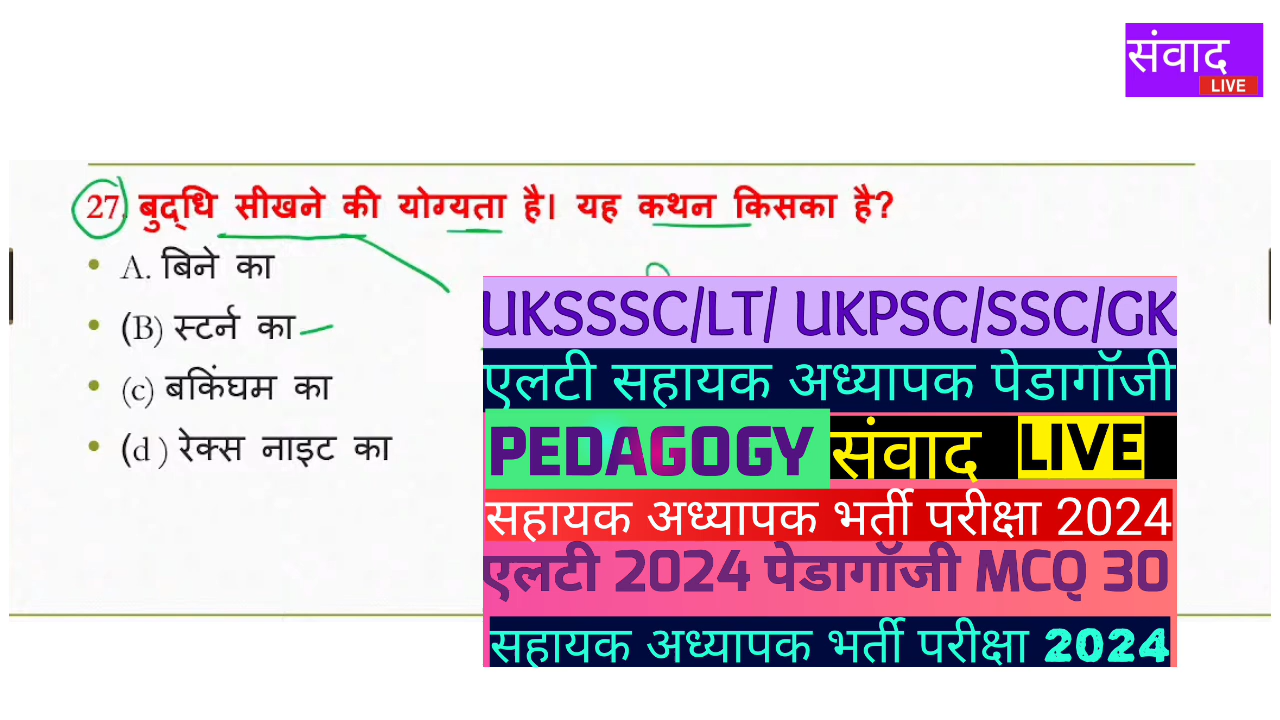 संवाद
LIVE
27. बुद्धि सीखने की योग्यता है। यह कथन किसका है?
• A. बिने का
• (B) स्टर्न का
• (c) बकिंघम का
• (d ) रेक्स नाइट का
UKSSSC/LT/ UKPSC/SSC/GK
एलटी सहायक अध्यापक पेडागॉजी
PEDAGOGY संवाद LIVE
सहायक अध्यापक भर्ती परीक्षा 2024
एलटी 2024 पेडागॉजी MCQ 30
सहायक अध्यापक भर्ती परीक्षा 2024